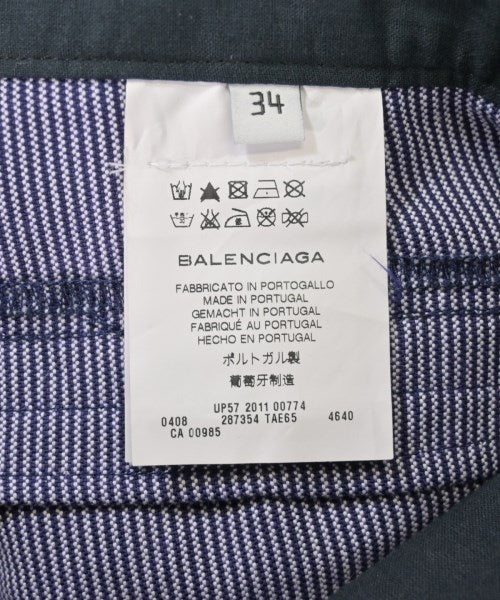 34
BALENCIAGA
FABBRICATO IN PORTOGALLO
MADE IN PORTUGAL
GEMACHT IN PORTUGAL
FABRIQUÉ AU PORTUGAL
HECHO EN PORTUGAL
ポルトガル製
葡萄牙制造
UP57 2011 00774
0408 287354 TAE65 4640
CA 00985